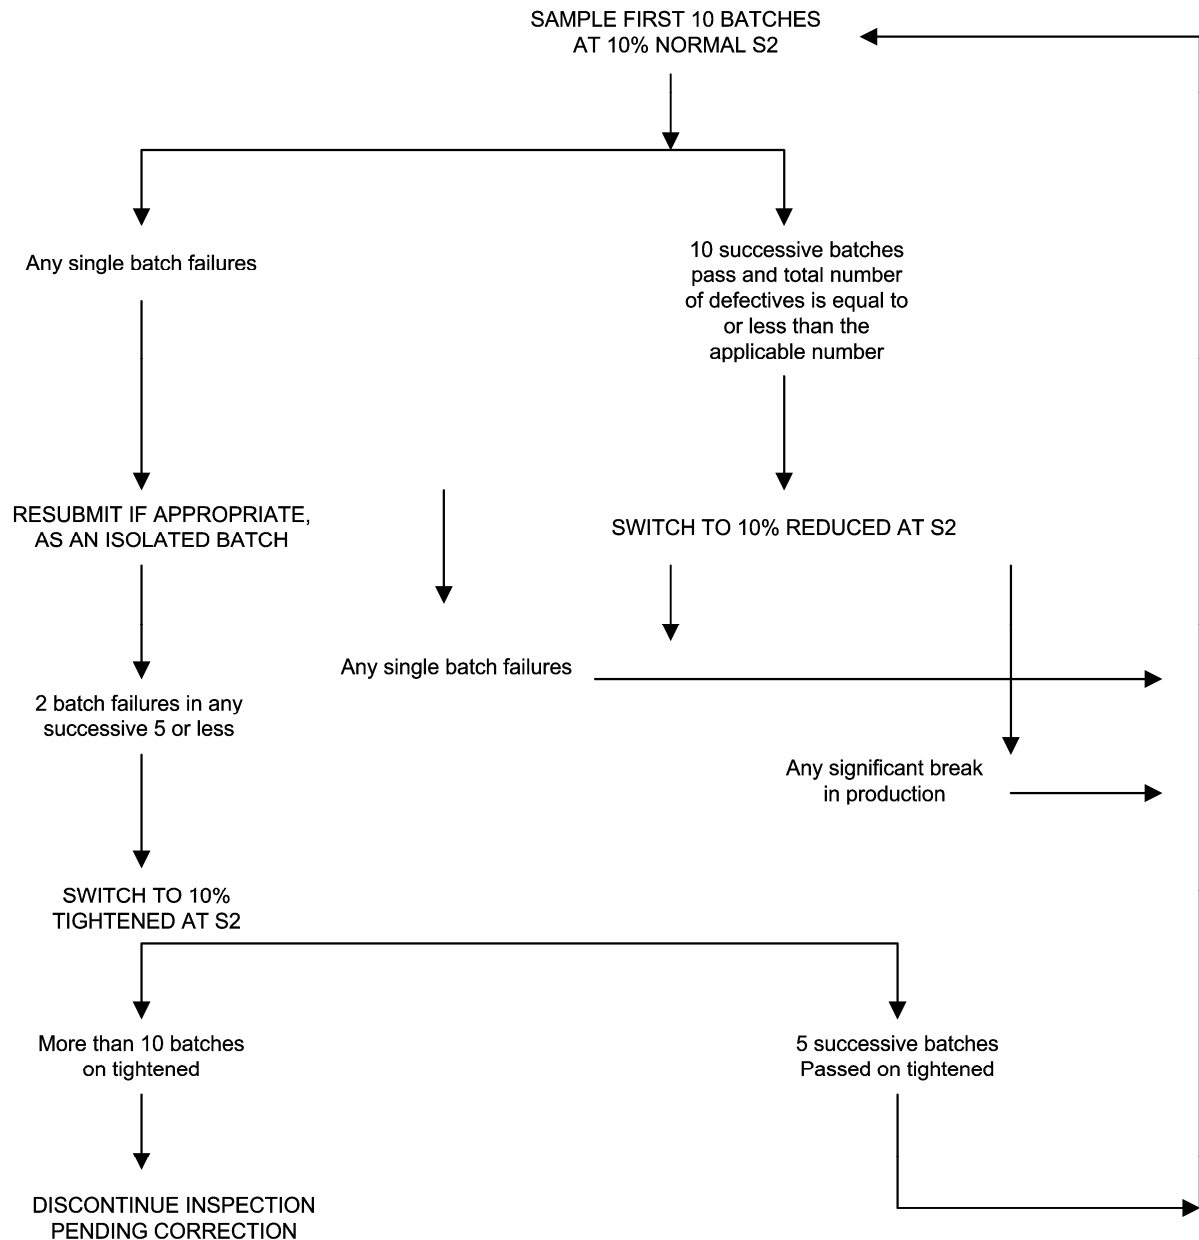 SAMPLE FIRST 10 BATCHES
AT 10% NORMAL S2
Any single batch failures
10 successive batches
pass and total number
of defectives is equal to
or less than the
applicable number
RESUBMIT IF APPROPRIATE,
AS AN ISOLATED BATCH
SWITCH TO 10% REDUCED AT S2
Any single batch failures
2 batch failures in any
successive 5 or less
Any significant break
in production
SWITCH TO 10%
TIGHTENED AT S2
More than 10 batches
on tightened
5 successive batches
Passed on tightened
DISCONTINUE INSPECTION
PENDING CORRECTION